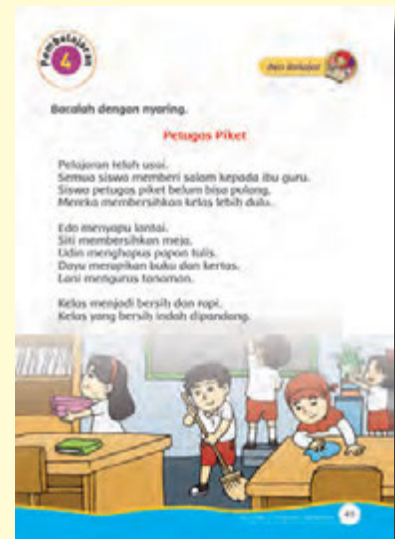 Pembelajaran
4
Ayo Belajar
Bacalah dengan nyaring.
Petugas Piket
Pelajaran telah usai.
Semua siswa memberi salam kepada ibu guru.
Siswa petugas piket belum bisa pulang.
Mereka membersihkan kelas lebih dulu.
Edo menyapu lantai.
Siti membersihkan meja.
Udin menghapus papan tulis.
Dayu merapikan buku dan kertas.
Lani mengurus tanaman.
Kelas menjadi bersih dan rapi.
Kelas yang bersih indah dipandang.